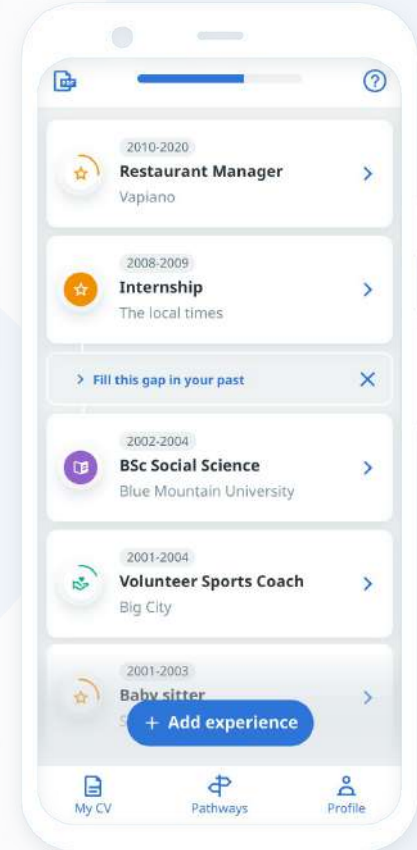 PDF
2010-2020
Restaurant Manager
Vapiano
2008-2009
Internship
The local times
Fill this gap in your past
2002-2004
BSc Social Science
Blue Mountain University
2001-2004
Volunteer Sports Coach
Big City
2001-2003
Baby sitter
+ Add experience
My CV
Pathways
Profile